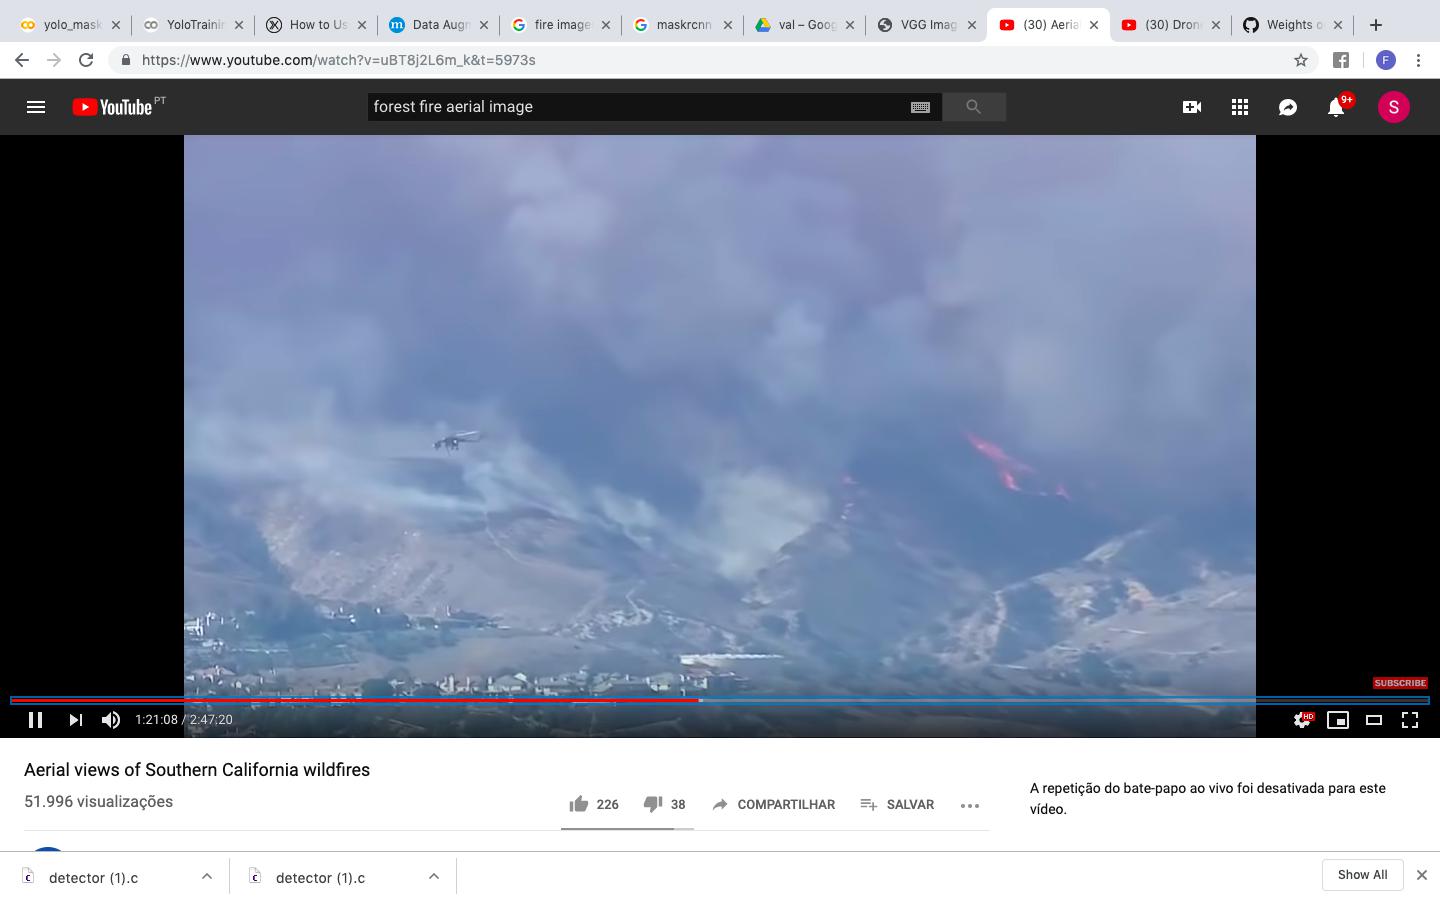 yolo_mask
YoloTrainin
How to Us
Data Augm
fire image
maskrcnn
val – Goog
VGG Imag
(30) Aeria
(30) Dron
Weights o
https://www.youtube.com/watch?v=uBT8j2L6m_k&t=5973s
F
YouTube PT
forest fire aerial image
9+
S
SUBSCRIBE
1:21:08 / 2:47:20
HD
Aerial views of Southern California wildfires
51.996 visualizações
226
38
COMPARTILHAR
SALVAR
A repetição do bate-papo ao vivo foi desativada para este
vídeo.
detector (1).c
detector (1).c
Show All